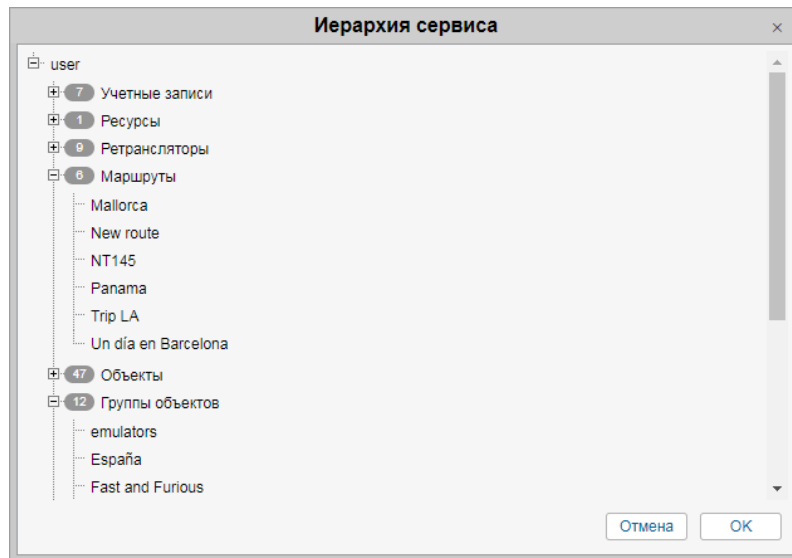 Иерархия сервиса
user
7 Учетные записи
1 Ресурсы
9 Ретрансляторы
6 Маршруты
Mallorca
New route
NT145
Panama
Trip LA
Un día en Barcelona
47 Объекты
12 Группы объектов
emulators
España
Fast and Furious
Отмена OK